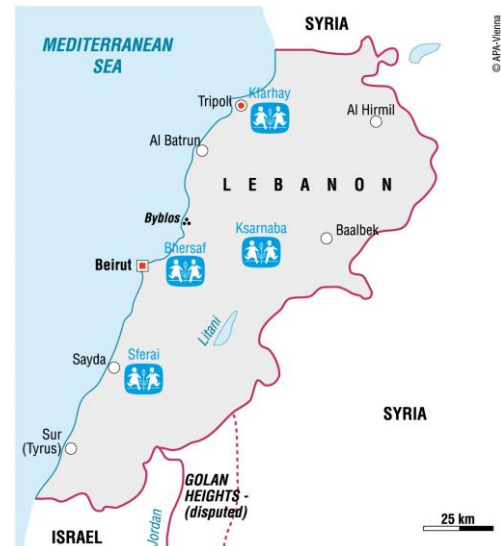 SYRIA
© APA-Vienna
MEDITERRANEAN
SEA
Tripoli
Kfarhay
Al Hirmil
Al Batrun
LEBANON
Byblos
Ksarnaba
Baalbek
Bhersaf
Beirut
Litani
Sayda
Sferai
SYRIA
Sur
(Tyrus)
GOLAN
HEIGHTS -
(disputed)
Jordan
ISRAEL
25 km